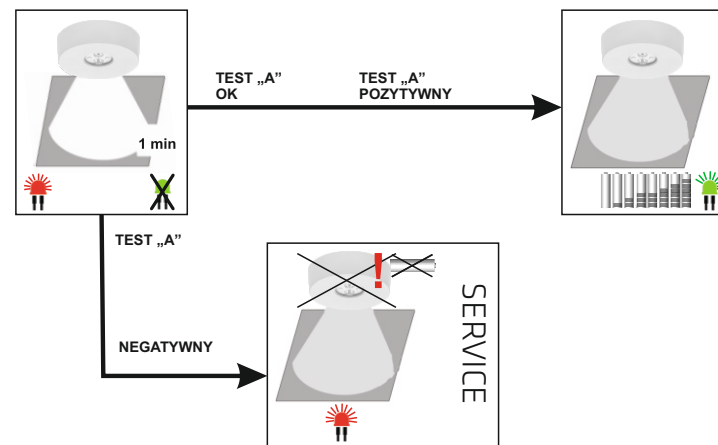 TEST „A”
OK
TEST „A”
POZYTYWNY
1 min
TEST „A”
NEGATYWNY
SERVICE